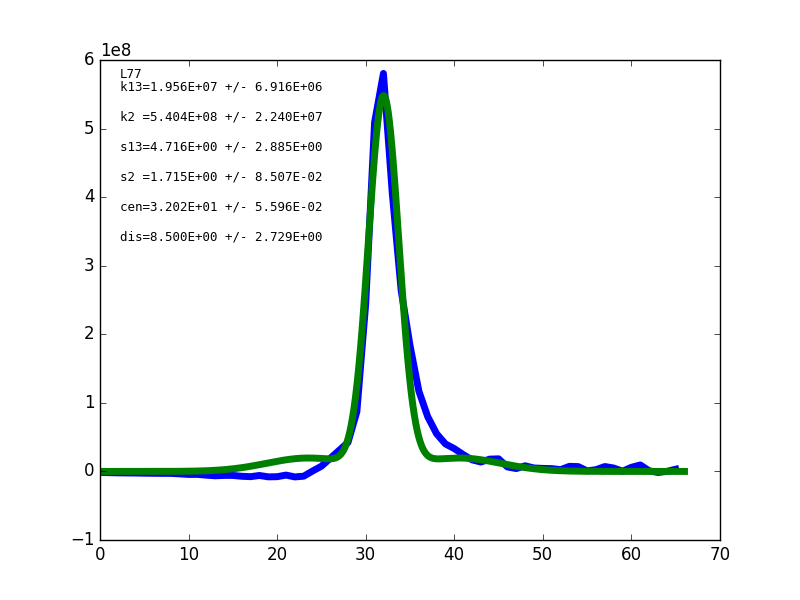 1e8
L77
k13=1.956E+07 +/- 6.916E+06
k2 =5.404E+08 +/- 2.240E+07
s13=4.716E+00 +/- 2.885E+00
s2 =1.715E+00 +/- 8.507E-02
cen=3.202E+01 +/- 5.596E-02
dis=8.500E+00 +/- 2.729E+00
6
5
4
3
2
1
0
−1
0 10 20 30 40 50 60 70